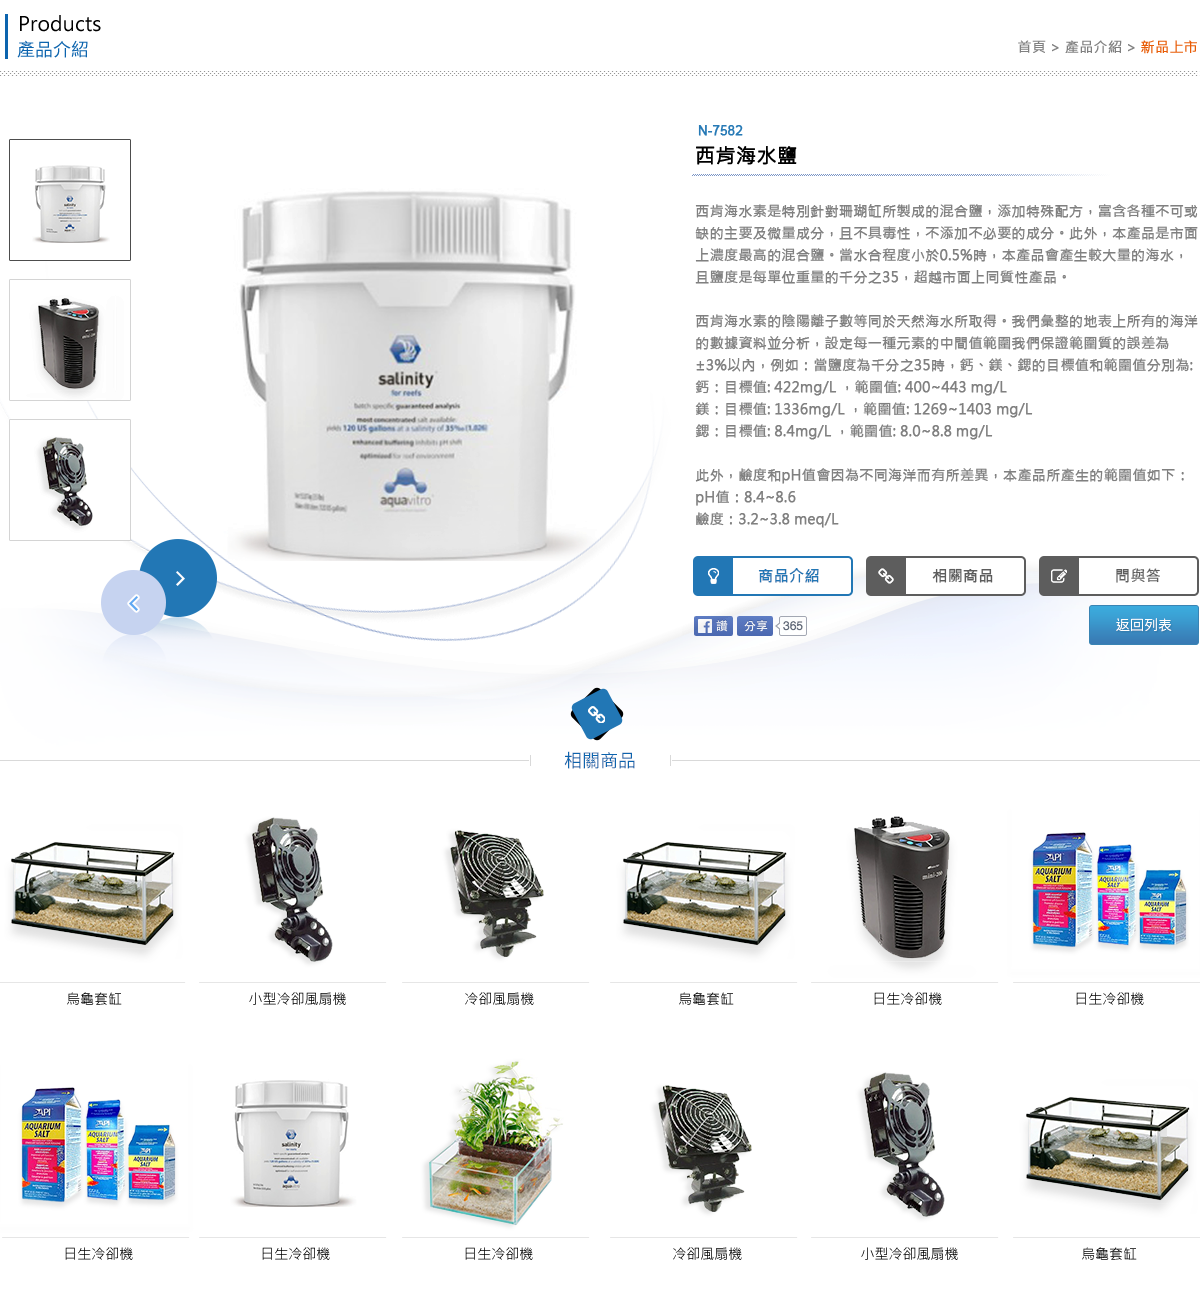 Products
產品介紹
首頁 > 產品介紹 > 新品上市
N-7582
西肯海水鹽
西肯海水素是特別針對珊瑚缸所製成的混合鹽，添加特殊配方，富含各種不可或
缺的主要及微量成分，且不具毒性，不添加不必要的成分。此外，本產品是市面
上濃度最高的混合鹽。當水合程度小於0.5%時，本產品會產生較大量的海水，
且鹽度是每單位重量的千分之35，超越市面上同質性產品。
西肯海水素的陰陽離子數等同於天然海水所取得。我們彙整的地表上所有的海洋
的數據資料並分析，設定每一種元素的中間值範圍我們保證範圍質的誤差為
±3%以內，例如：當鹽度為千分之35時，鈣、鎂、鍶的目標值和範圍值分別為:
鈣：目標值: 422mg/L ，範圍值: 400~443 mg/L
鎂：目標值: 1336mg/L ，範圍值: 1269~1403 mg/L
鍶：目標值: 8.4mg/L ，範圍值: 8.0~8.8 mg/L
此外，鹼度和pH值會因為不同海洋而有所差異，本產品所產生的範圍值如下：
pH值：8.4~8.6
鹼度：3.2~3.8 meq/L
salinity
for reefs
batch specific guaranteed analysis
most concentrated salt available
yields 120 US gallons at a salinity of 35‰ (1.026)
enhanced buffering inhibits pH shift
optimized for reef environment
aquavitro
商品介紹
相關商品
問與答
讚
分享
365
返回列表
相關商品
mini-200
API
AQUARIUM
SALT
AQUARIUM
SALT
AQUARIUM
SALT
烏龜套缸
小型冷卻風扇機
冷卻風扇機
烏龜套缸
日生冷卻機
日生冷卻機
API
AQUARIUM
SALT
AQUARIUM
SALT
AQUARIUM
SALT
salinity
for reefs
aquavitro
日生冷卻機
日生冷卻機
日生冷卻機
冷卻風扇機
小型冷卻風扇機
烏龜套缸